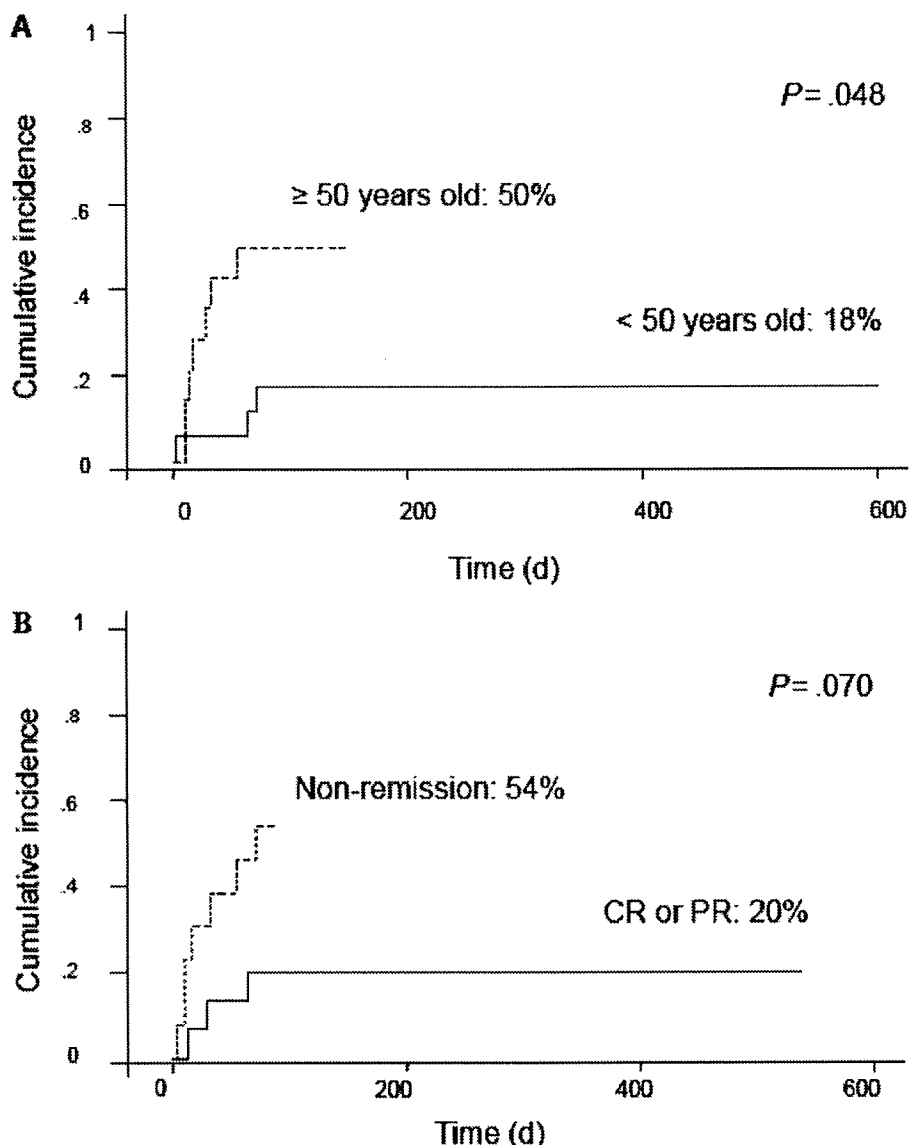 A
1
P= .048
.8
≥ 50 years old: 50%
.6
.4
< 50 years old: 18%
.2
0
Cumulative incidence
0 200 400 600
Time (d)
B
1
P= .070
.8
Non-remission: 54%
.6
.4
CR or PR: 20%
.2
0
Cumulative incidence
0 200 400 600
Time (d)